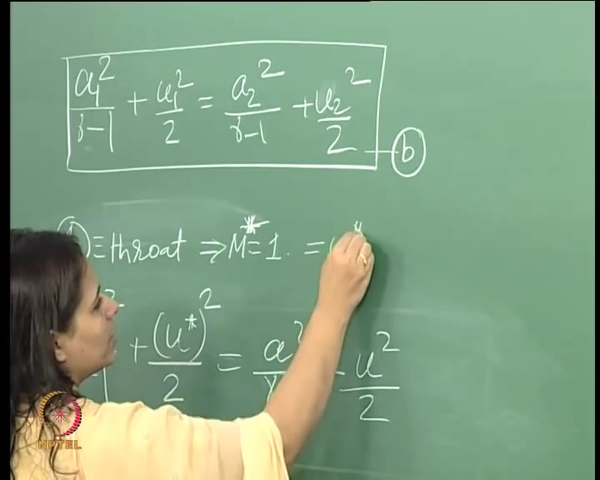 a₁²/(γ−1) + u₁²/2 = a₂²/(γ−1) + u₂²/2 — (b)
① ≡ throat ⇒ M* = 1. = u*
+ (u*)²/2 = a²/ + u²/2
NPTEL